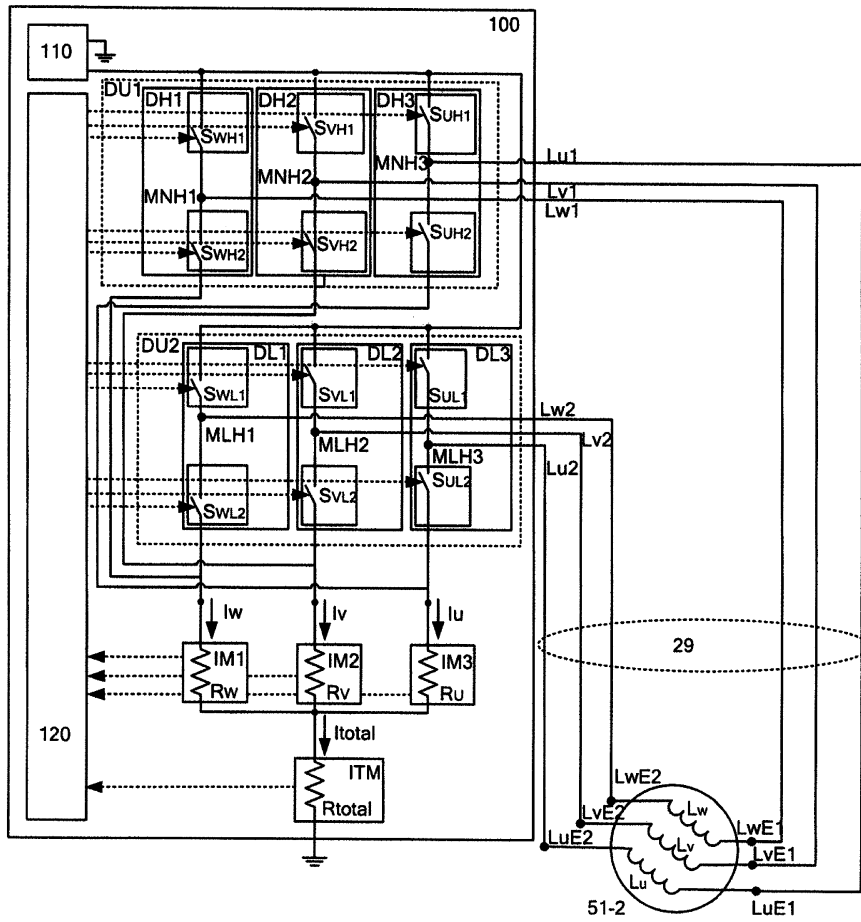 100
110
DU1
DH1
DH2
DH3
SWH1
SVH1
SUH1
MNH1
MNH2
MNH3
Lu1
Lv1
Lw1
SWH2
SVH2
SUH2
DU2
DL1
DL2
DL3
SWL1
SVL1
SUL1
Lw2
Lv2
MLH1
MLH2
MLH3
Lu2
SWL2
SVL2
SUL2
Iw
Iv
Iu
29
IM1
IM2
IM3
RW
RV
RU
120
Itotal
ITM
Rtotal
LwE2
LvE2
LuE2
Lw
Lv
Lu
LwE1
LvE1
LuE1
51-2